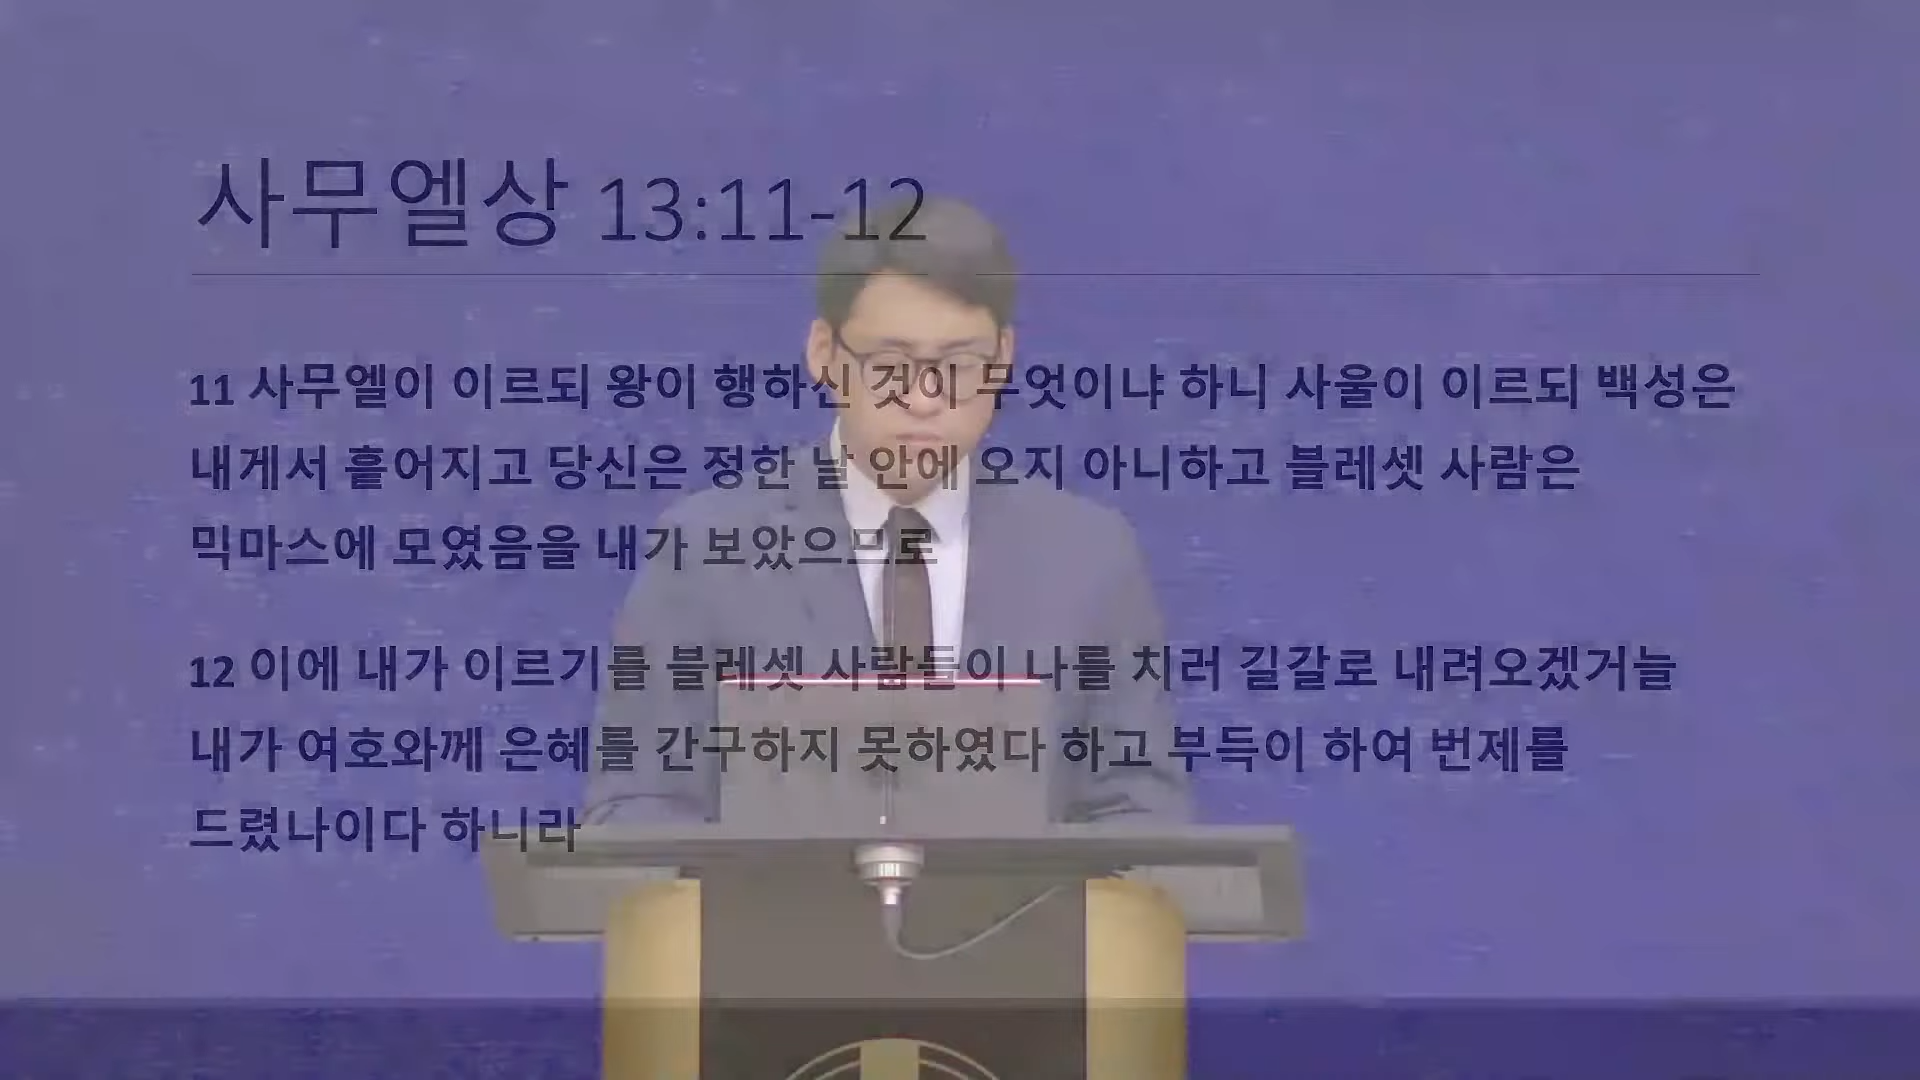 사무엘상 13:11-12
11 사무엘이 이르되 왕이 행하신 것이 무엇이냐 하니 사울이 이르되 백성은
내게서 흩어지고 당신은 정한 날 안에 오지 아니하고 블레셋 사람은
믹마스에 모였음을 내가 보았으므로
12 이에 내가 이르기를 블레셋 사람들이 나를 치러 길갈로 내려오겠거늘
내가 여호와께 은혜를 간구하지 못하였다 하고 부득이 하여 번제를
드렸나이다 하니라